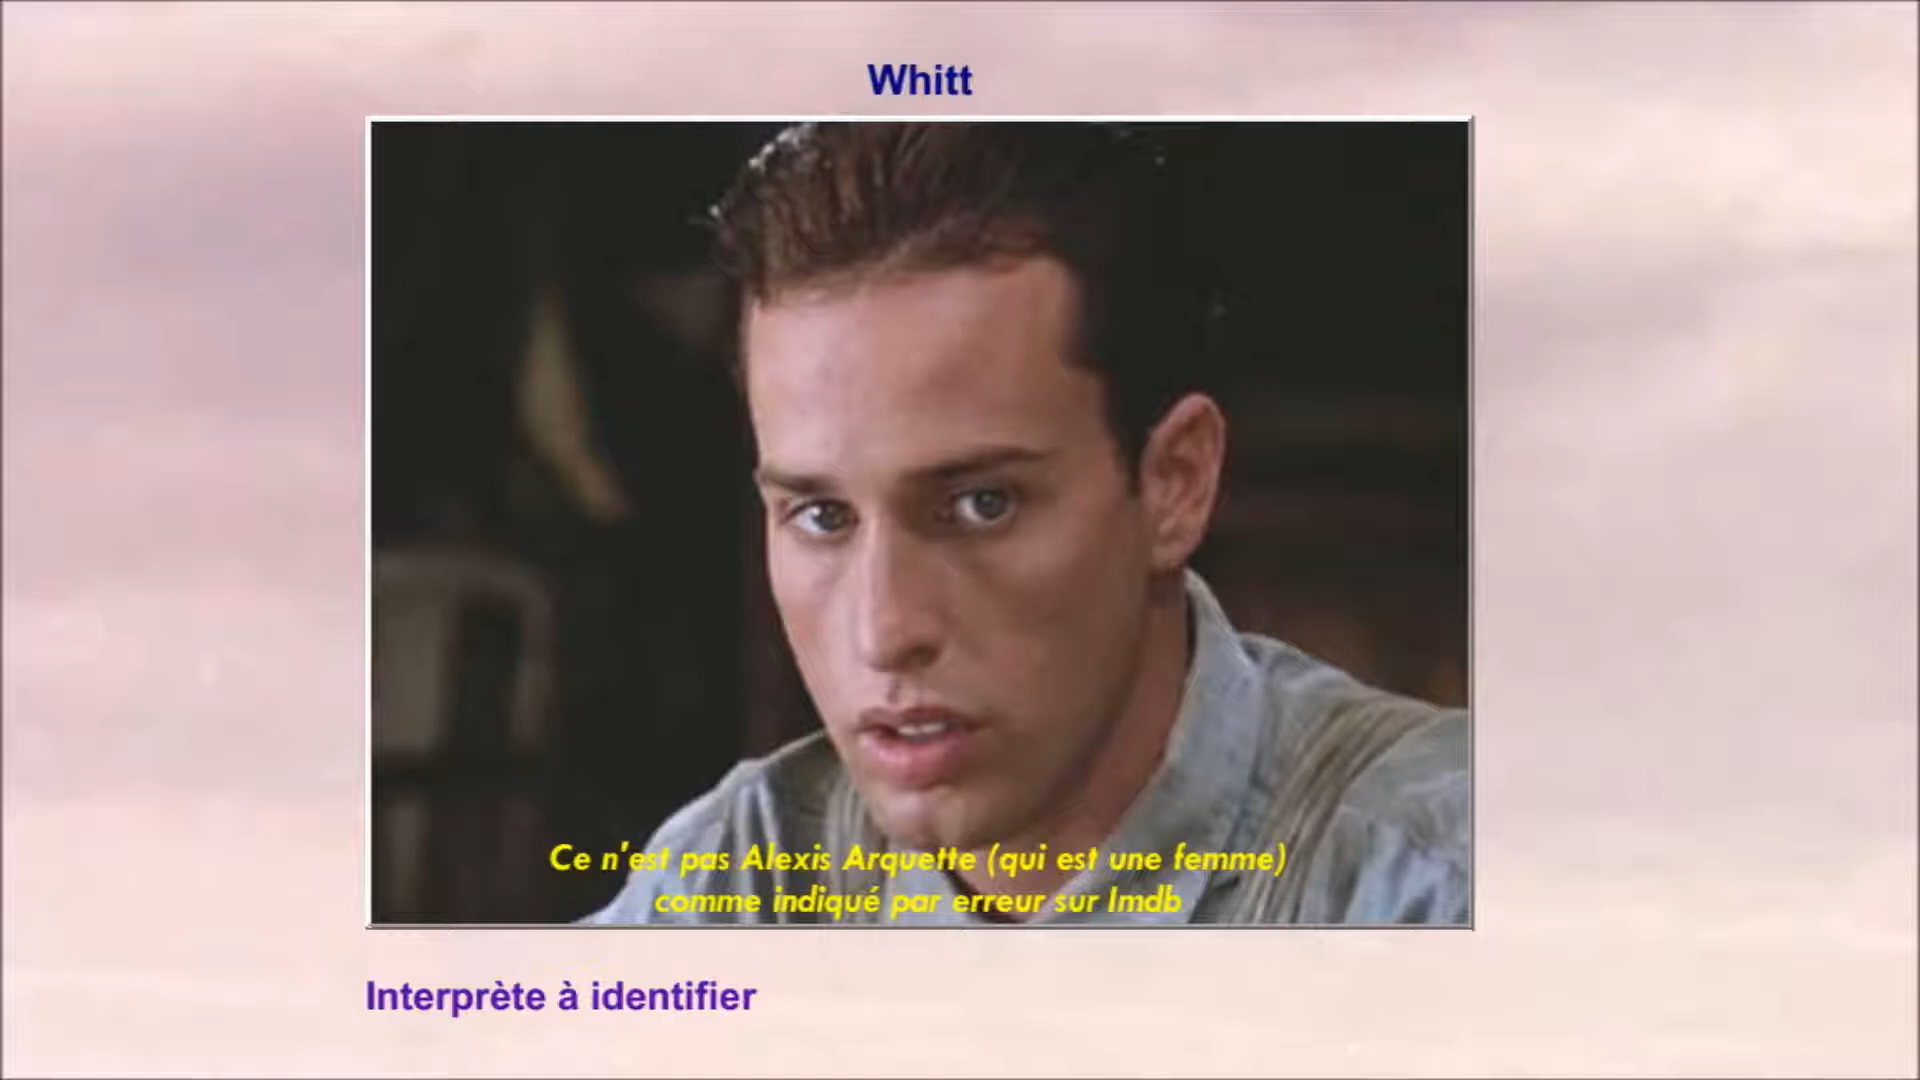 Whitt
Ce n'est pas Alexis Arquette (qui est une femme)
comme indiqué par erreur sur Imdb
Interprète à identifier